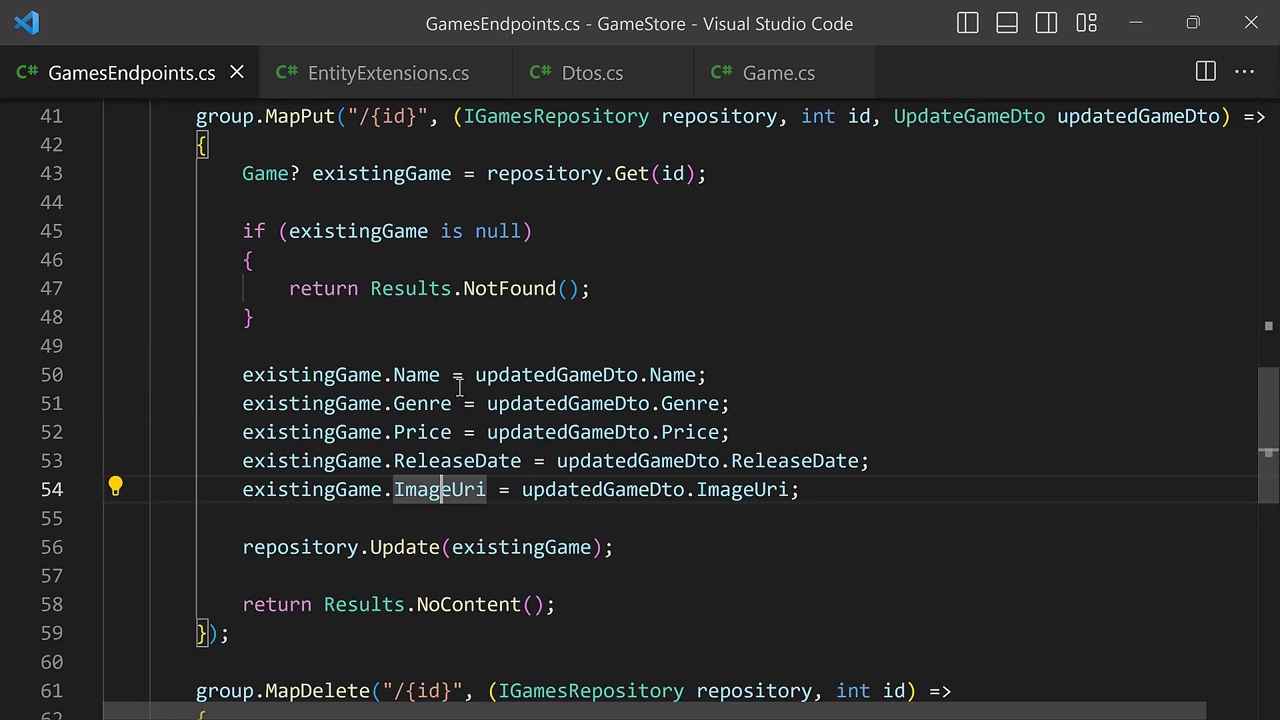 GamesEndpoints.cs - GameStore - Visual Studio Code
C# GamesEndpoints.cs C# EntityExtensions.cs C# Dtos.cs C# Game.cs
41 group.MapPut("/{id}", (IGamesRepository repository, int id, UpdateGameDto updatedGameDto) =>
42 {
43 Game? existingGame = repository.Get(id);
44
45 if (existingGame is null)
46 {
47 return Results.NotFound();
48 }
49
50 existingGame.Name = updatedGameDto.Name;
51 existingGame.Genre = updatedGameDto.Genre;
52 existingGame.Price = updatedGameDto.Price;
53 existingGame.ReleaseDate = updatedGameDto.ReleaseDate;
54 existingGame.ImageUri = updatedGameDto.ImageUri;
55
56 repository.Update(existingGame);
57
58 return Results.NoContent();
59 });
60
61 group.MapDelete("/{id}", (IGamesRepository repository, int id) =>
62 {